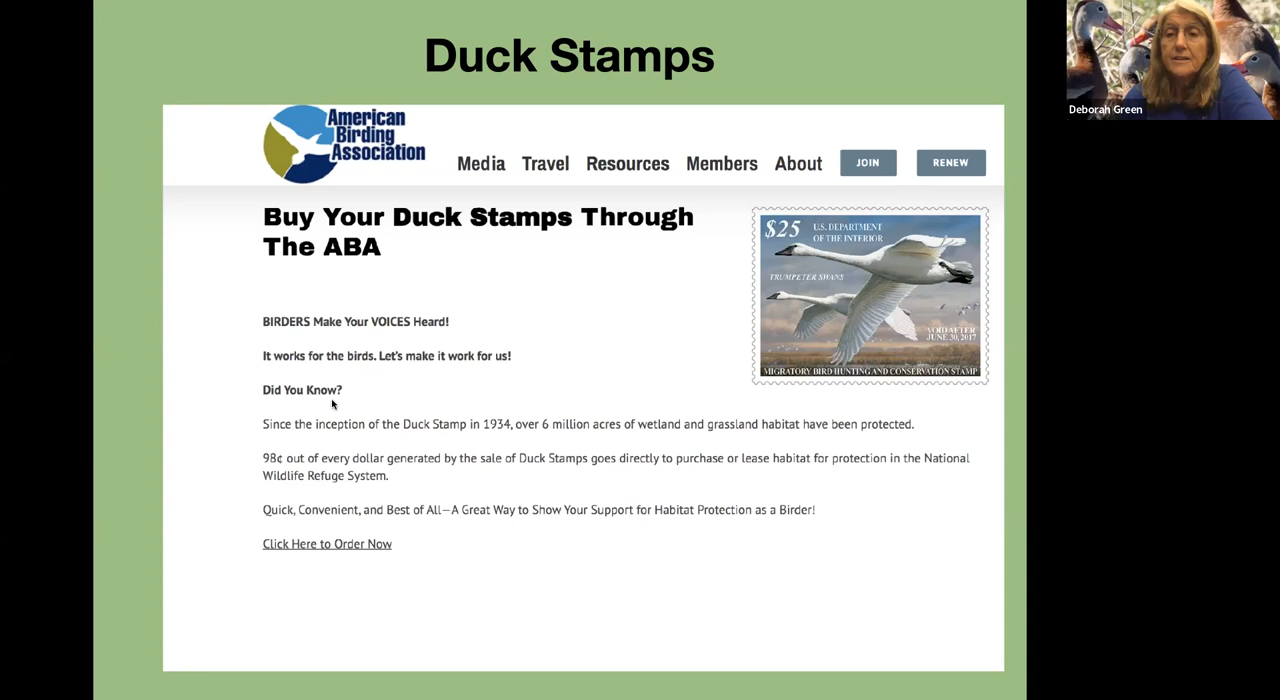 Duck Stamps
American
Birding
Association
Media Travel Resources Members About JOIN RENEW
Buy Your Duck Stamps Through
The ABA
$25 U.S. DEPARTMENT
OF THE INTERIOR
TRUMPETER SWANS
VOID AFTER
JUNE 30, 2017
MIGRATORY BIRD HUNTING AND CONSERVATION STAMP
BIRDERS Make Your VOICES Heard!
It works for the birds. Let's make it work for us!
Did You Know?
Since the inception of the Duck Stamp in 1934, over 6 million acres of wetland and grassland habitat have been protected.
98¢ out of every dollar generated by the sale of Duck Stamps goes directly to purchase or lease habitat for protection in the National
Wildlife Refuge System.
Quick, Convenient, and Best of All—A Great Way to Show Your Support for Habitat Protection as a Birder!
Click Here to Order Now
Deborah Green